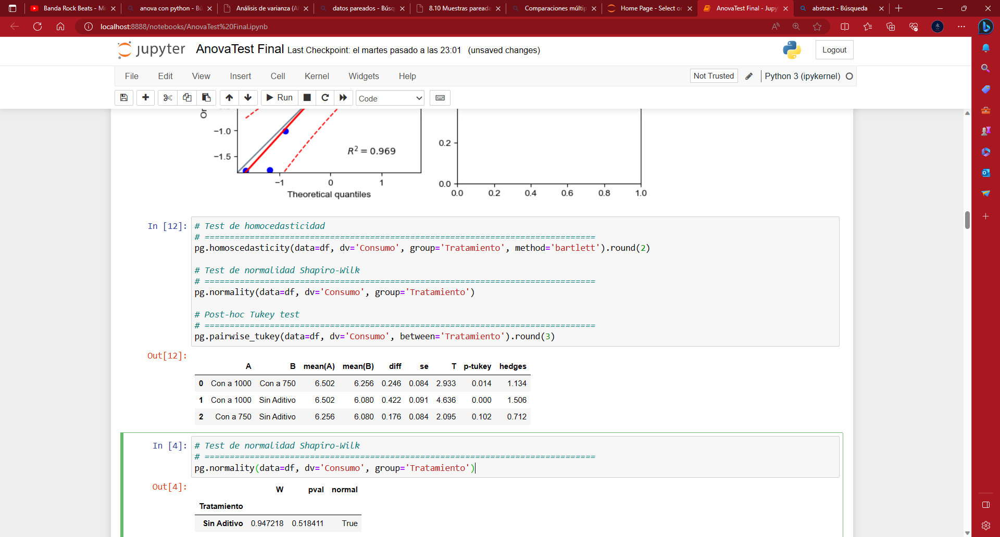 Banda Rock Beats - Mi
anova con python - Bú
Análisis de varianza (A
datos pareados - Búsq
8.10 Muestras pareada
Comparaciones múltip
Home Page - Select or
AnovaTest Final - Jupy
abstract - Búsqueda
localhost:8888/notebooks/AnovaTest%20Final.ipynb
jupyter AnovaTest Final Last Checkpoint: el martes pasado a las 23:01 (unsaved changes)
Logout
File Edit View Insert Cell Kernel Widgets Help
Not Trusted
Python 3 (ipykernel)
Run
Code
−1.0
−1.5
R² = 0.969
−1 0 1
Theoretical quantiles
0.2
0.0
0.0 0.2 0.4 0.6 0.8 1.0
In [12]:
# Test de homocedasticidad
# ==============================================================================
pg.homoscedasticity(data=df, dv='Consumo', group='Tratamiento', method='bartlett').round(2)
# Test de normalidad Shapiro-Wilk
# ==============================================================================
pg.normality(data=df, dv='Consumo', group='Tratamiento')
# Post-hoc Tukey test
# ==============================================================================
pg.pairwise_tukey(data=df, dv='Consumo', between='Tratamiento').round(3)
Out[12]:
A B mean(A) mean(B) diff se T p-tukey hedges
0 Con a 1000 Con a 750 6.502 6.256 0.246 0.084 2.933 0.014 1.134
1 Con a 1000 Sin Aditivo 6.502 6.080 0.422 0.091 4.636 0.000 1.506
2 Con a 750 Sin Aditivo 6.256 6.080 0.176 0.084 2.095 0.102 0.712
In [4]:
# Test de normalidad Shapiro-Wilk
# ==============================================================================
pg.normality(data=df, dv='Consumo', group='Tratamiento')
Out[4]:
W pval normal
Tratamiento
Sin Aditivo 0.947218 0.518411 True